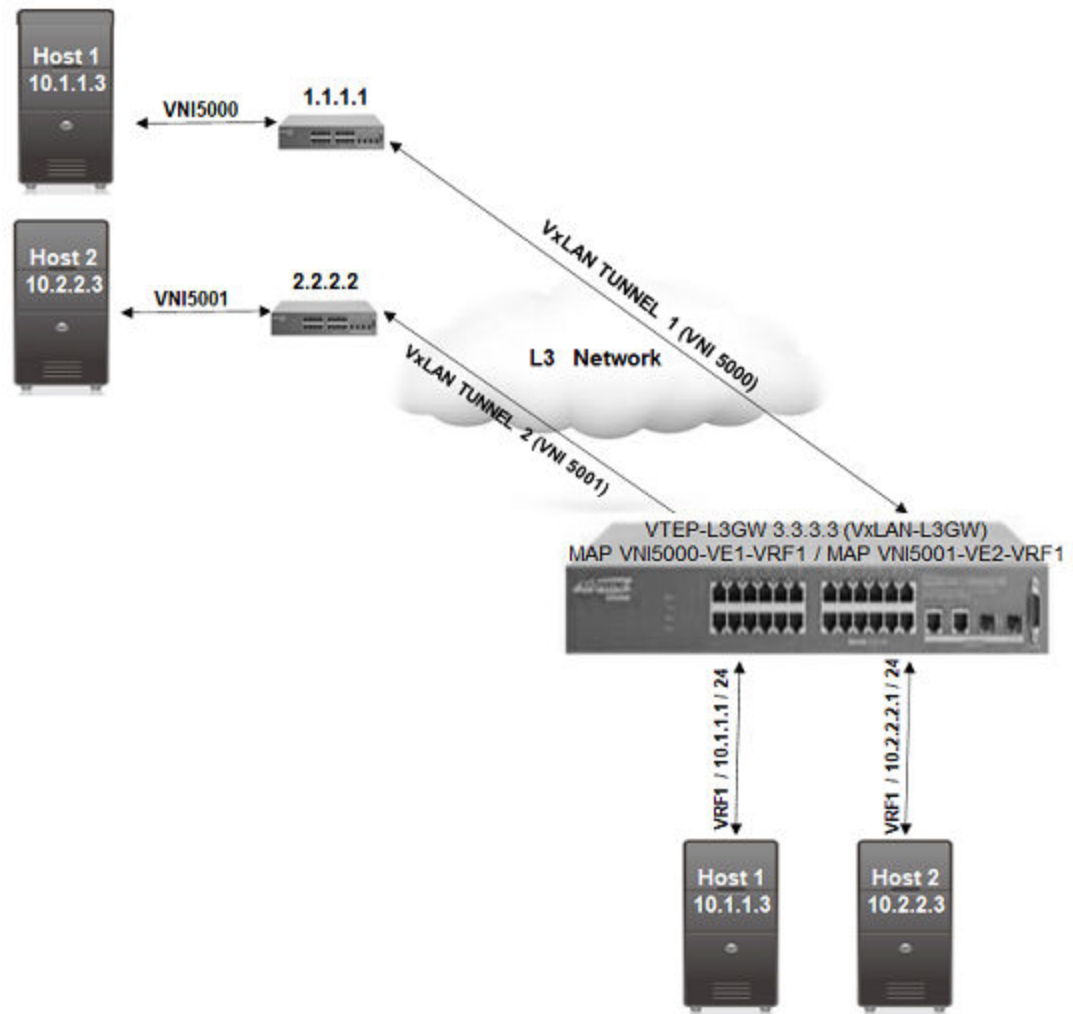 Host 1
10.1.1.3
VNI5000
1.1.1.1
VxLAN TUNNEL 1 (VNI 5000)
Host 2
10.2.2.3
VNI5001
2.2.2.2
VxLAN TUNNEL 2 (VNI 5001)
L3 Network
VTEP-L3GW 3.3.3.3 (VxLAN-L3GW)
MAP VNI5000-VE1-VRF1 / MAP VNI5001-VE2-VRF1
VRF1 / 10.1.1.1 / 24
VRF1 / 10.2.2.2.1 / 24
Host 1
10.1.1.3
Host 2
10.2.2.3